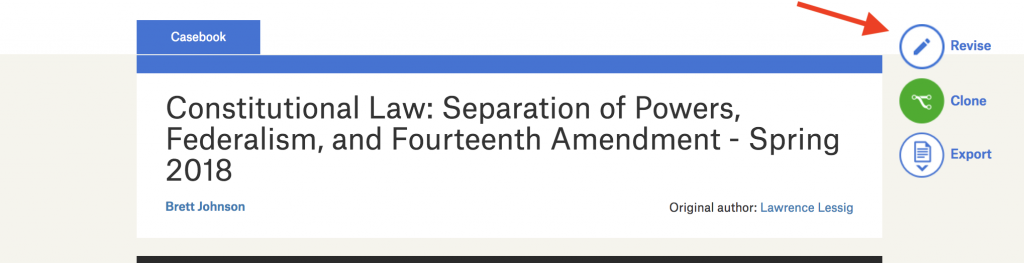 Casebook
Revise
Constitutional Law: Separation of Powers,
Federalism, and Fourteenth Amendment - Spring
2018
Clone
Export
Brett Johnson
Original author: Lawrence Lessig